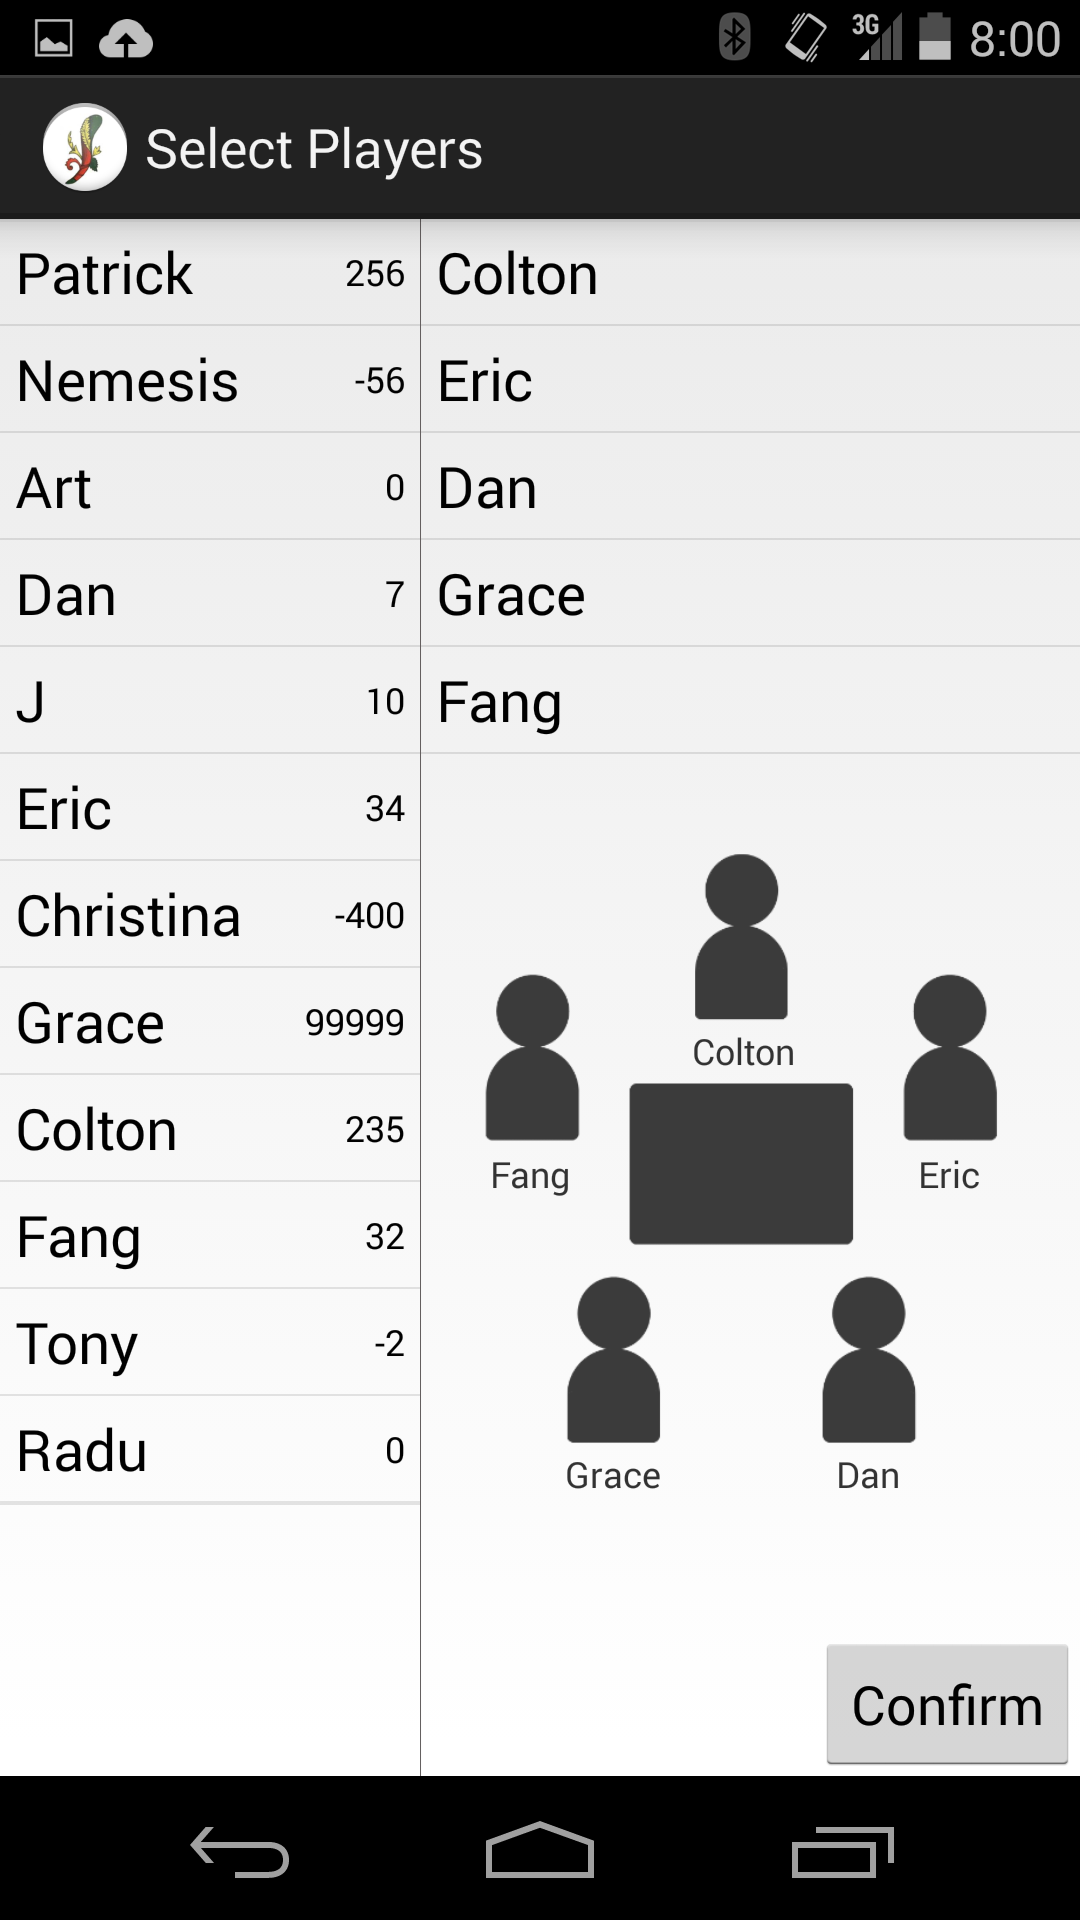 3G 8:00
Select Players
Patrick 256
Nemesis -56
Art 0
Dan 7
J 10
Eric 34
Christina -400
Grace 99999
Colton 235
Fang 32
Tony -2
Radu 0
Colton
Eric
Dan
Grace
Fang
Colton
Fang
Eric
Grace
Dan
Confirm